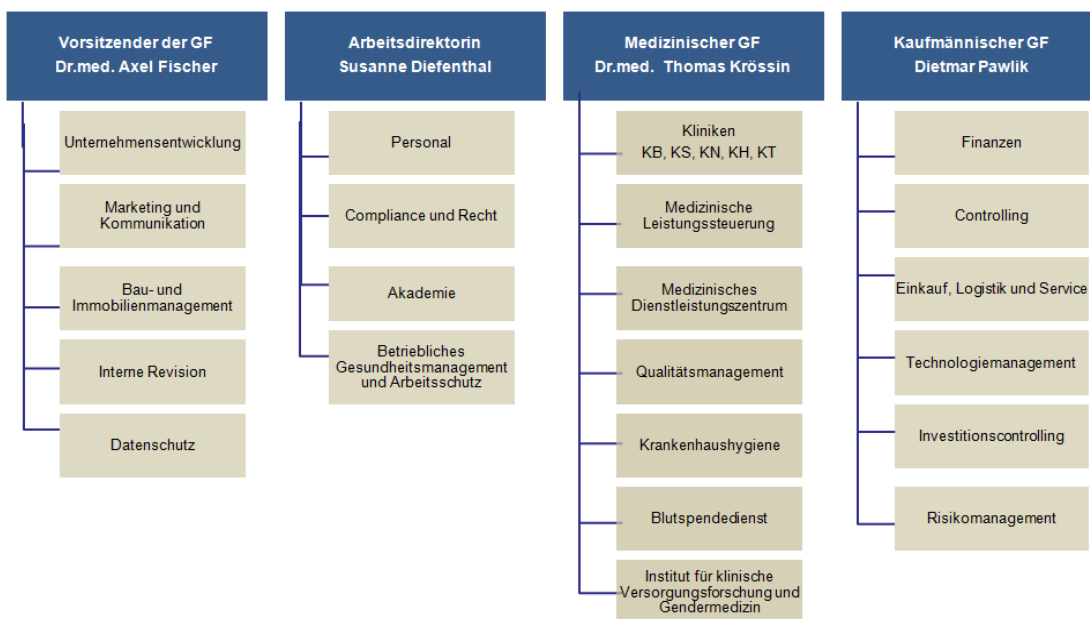 Vorsitzender der GF
Dr.med. Axel Fischer
Unternehmensentwicklung
Marketing und
Kommunikation
Bau- und
Immobilienmanagement
Interne Revision
Datenschutz
Arbeitsdirektorin
Susanne Diefenthal
Personal
Compliance und Recht
Akademie
Betriebliches
Gesundheitsmanagement
und Arbeitsschutz
Medizinischer GF
Dr.med. Thomas Krössin
Kliniken
KB, KS, KN, KH, KT
Medizinische
Leistungssteuerung
Medizinisches
Dienstleistungszentrum
Qualitätsmanagement
Krankenhaushygiene
Blutspendedienst
Institut für klinische
Versorgungsforschung und
Gendermedizin
Kaufmännischer GF
Dietmar Pawlik
Finanzen
Controlling
Einkauf, Logistik und Service
Technologiemanagement
Investitionscontrolling
Risikomanagement